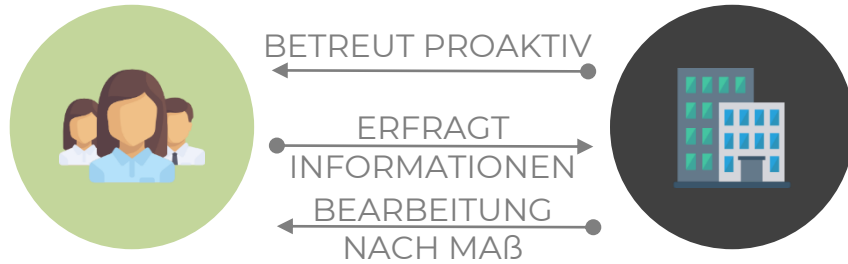 BETREUT PROAKTIV
ERFRAGT
INFORMATIONEN
BEARBEITUNG
NACH MAß